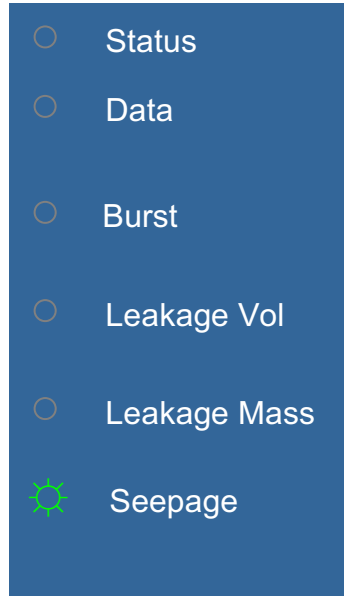 Status
Data
Burst
Leakage Vol
Leakage Mass
Seepage